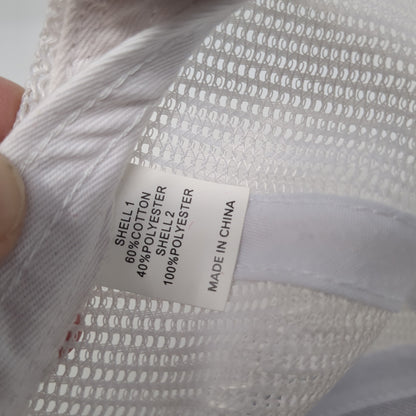 SHELL 1
60%COTTON
40%POLYESTER
SHELL 2
100%POLYESTER
MADE IN CHINA